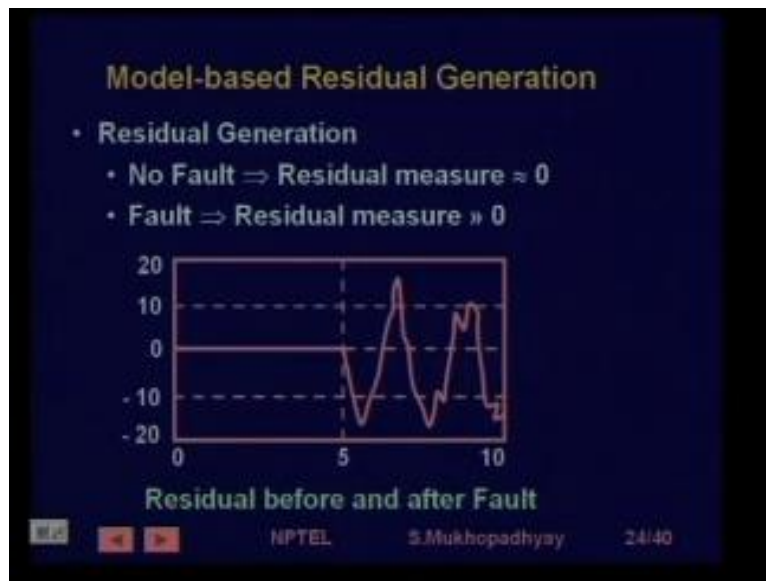 Model-based Residual Generation
• Residual Generation
• No Fault ⇒ Residual measure ≈ 0
• Fault ⇒ Residual measure » 0
20
10
0
- 10
- 20
0 5 10
Residual before and after Fault
NPTEL S.Mukhopadhyay 24/40